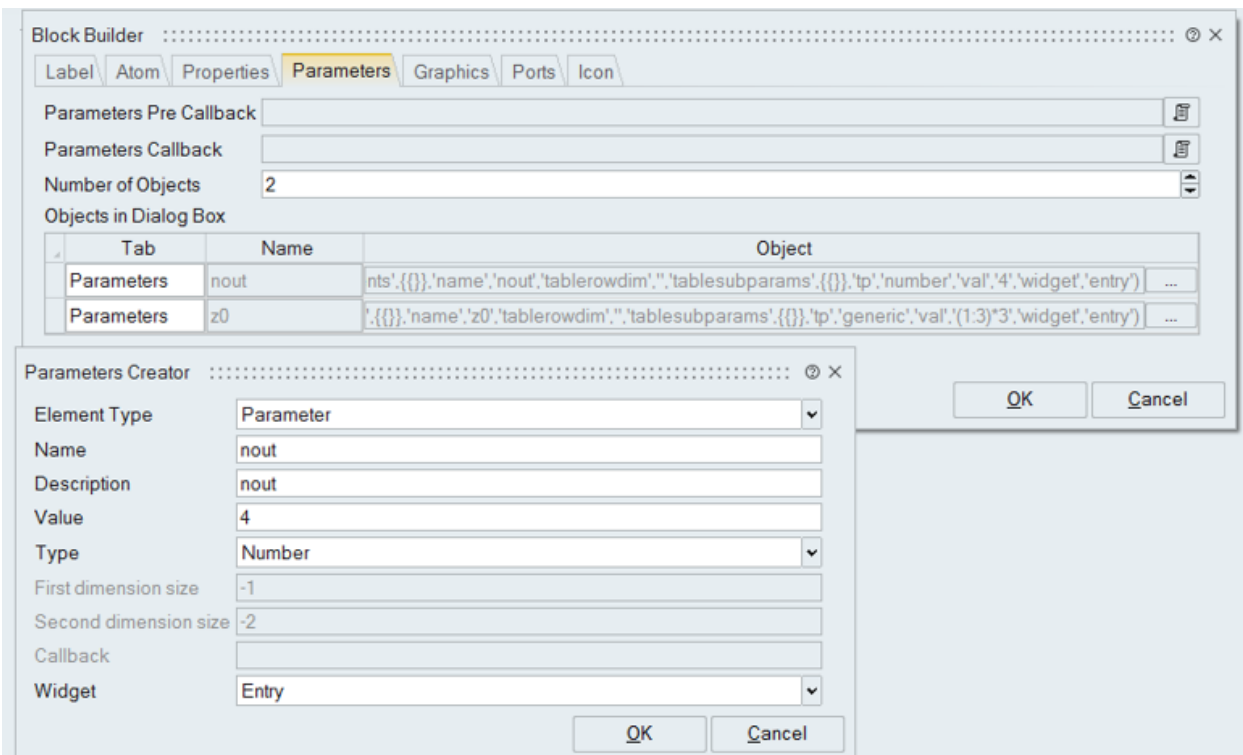 Block Builder
Label Atom Properties Parameters Graphics Ports Icon
Parameters Pre Callback
Parameters Callback
Number of Objects 2
Objects in Dialog Box
Tab Name Object
Parameters nout nts',{{}},'name','nout','tablerowdim','','tablesubparams',{{}},'tp','number','val','4','widget','entry') ...
Parameters z0 ',{{}},'name','z0','tablerowdim','','tablesubparams',{{}},'tp','generic','val','(1:3)*3','widget','entry') ...
OK Cancel
Parameters Creator
Element Type Parameter
Name nout
Description nout
Value 4
Type Number
First dimension size -1
Second dimension size -2
Callback
Widget Entry
OK Cancel